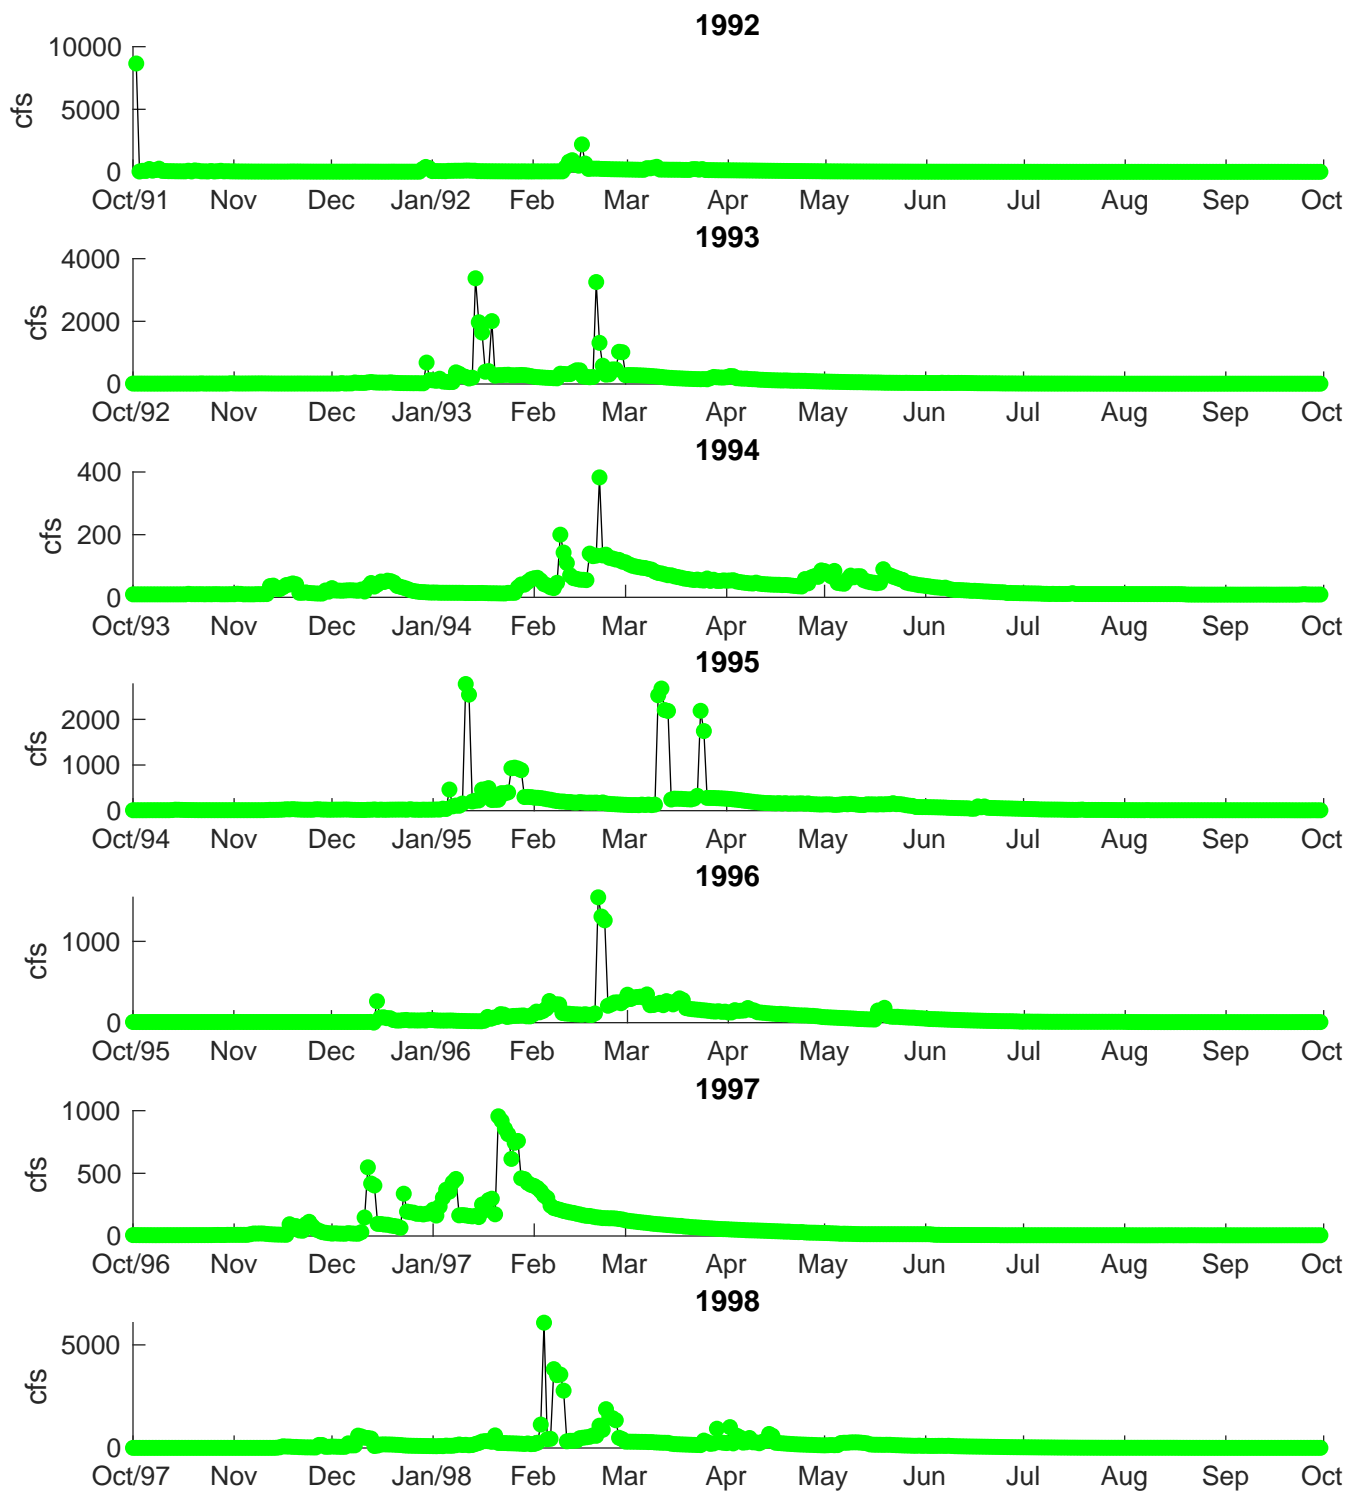 1992
10000
5000
0
cfs
Oct/91 Nov Dec Jan/92 Feb Mar Apr May Jun Jul Aug Sep Oct
1993
4000
2000
0
cfs
Oct/92 Nov Dec Jan/93 Feb Mar Apr May Jun Jul Aug Sep Oct
1994
400
200
0
cfs
Oct/93 Nov Dec Jan/94 Feb Mar Apr May Jun Jul Aug Sep Oct
1995
2000
1000
0
cfs
Oct/94 Nov Dec Jan/95 Feb Mar Apr May Jun Jul Aug Sep Oct
1996
1000
0
cfs
Oct/95 Nov Dec Jan/96 Feb Mar Apr May Jun Jul Aug Sep Oct
1997
1000
500
0
cfs
Oct/96 Nov Dec Jan/97 Feb Mar Apr May Jun Jul Aug Sep Oct
1998
5000
0
cfs
Oct/97 Nov Dec Jan/98 Feb Mar Apr May Jun Jul Aug Sep Oct